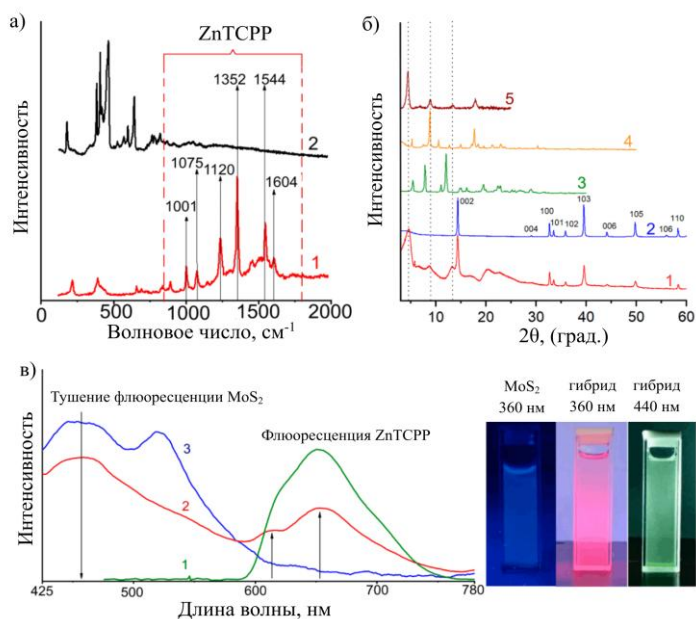 а)
ZnTCPP
Интенсивность
2
1352
1544
1075
1120
1604
1001
1
0
500
1000
1500
2000
Волновое число, см⁻¹
б)
Интенсивность
5
4
3
002
004
100
101
102
103
006
105
106
110
2
1
0
10
20
30
40
50
60
2θ, (град.)
в)
Интенсивность
Тушение флюоресценции MoS₂
3
Флюоресценция ZnTCPP
2
1
425
500
600
700
780
Длина волны, нм
MoS₂
360 нм
гибрид
360 нм
гибрид
440 нм